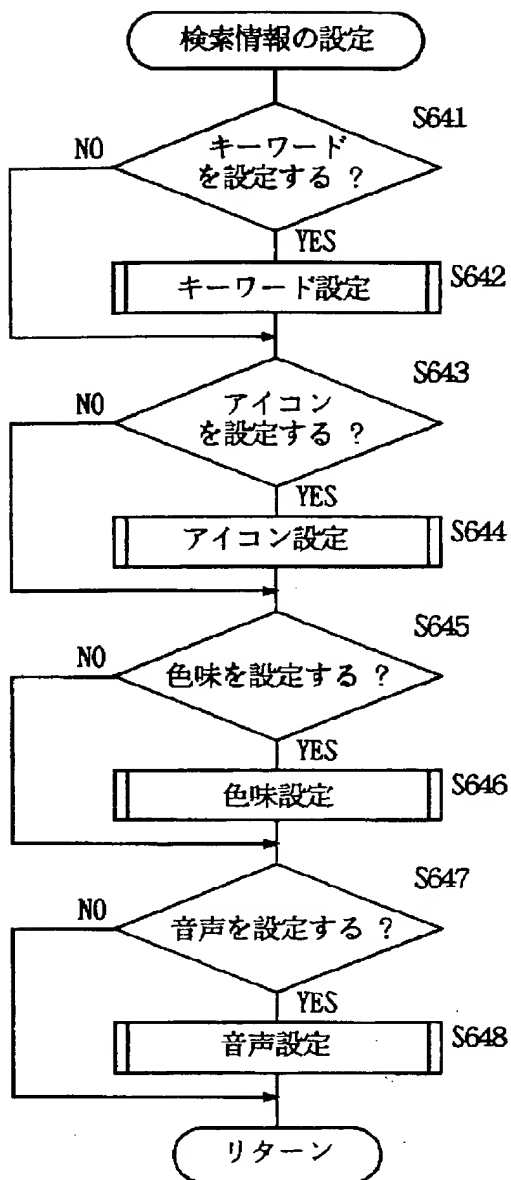 検索情報の設定
S641
キーワード
を設定する ?
NO
YES
キーワード設定
S642
S643
アイコン
を設定する ?
NO
YES
アイコン設定
S644
S645
色味を設定する ?
NO
YES
色味設定
S646
S647
音声を設定する ?
NO
YES
音声設定
S648
リターン